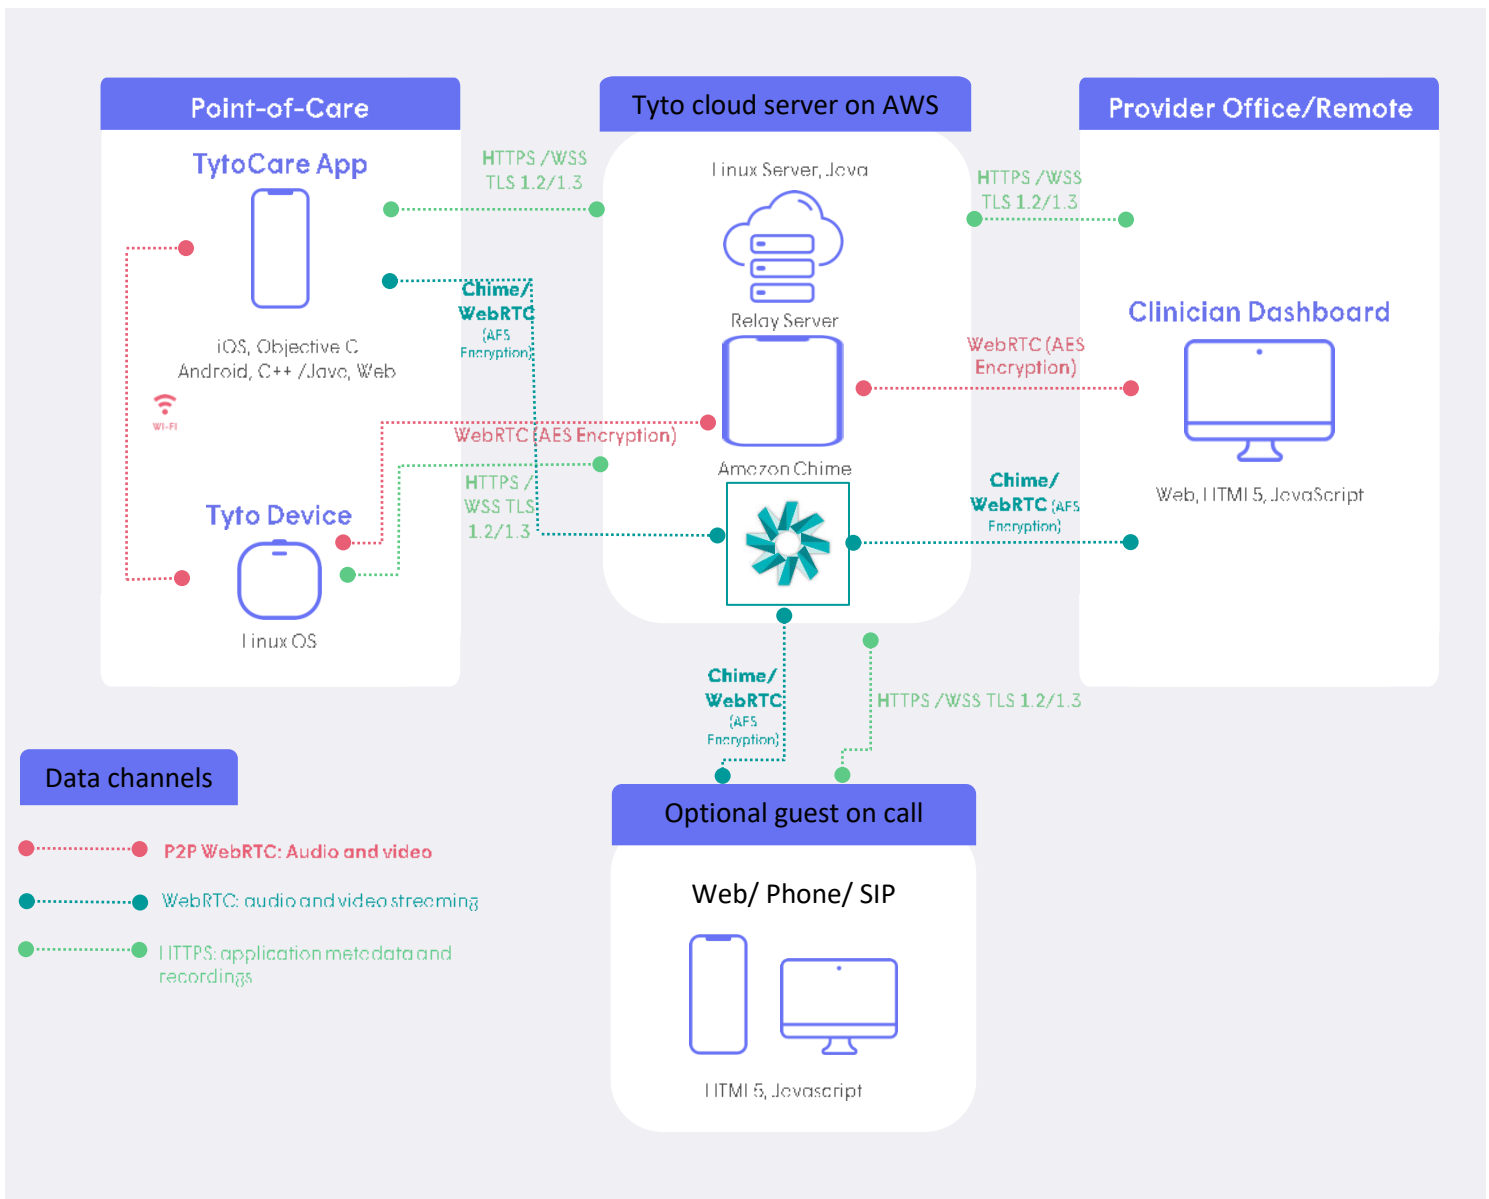 Point-of-Care
TytoCare App
iOS, Objective C
Android, C++ /Java, Web
WI-FI
Tyto Device
Linux OS
HTTPS /WSS
TLS 1.2/1.3
Chime/
WebRTC
(AES
Encryption)
WebRTC (AES Encryption)
HTTPS /
WSS TLS
1.2/1.3
Tyto cloud server on AWS
Linux Server, Java
Relay Server
Amazon Chime
HTTPS /WSS
TLS 1.2/1.3
WebRTC (AES
Encryption)
Chime/
WebRTC (AES
Encryption)
Provider Office/Remote
Clinician Dashboard
Web, HTML 5, JavaScript
Chime/
WebRTC
(AES
Encryption)
HTTPS /WSS TLS 1.2/1.3
Optional guest on call
Web/ Phone/ SIP
HTML 5, Javascript
Data channels
P2P WebRTC: Audio and video
WebRTC: audio and video streaming
HTTPS: application metadata and
recordings